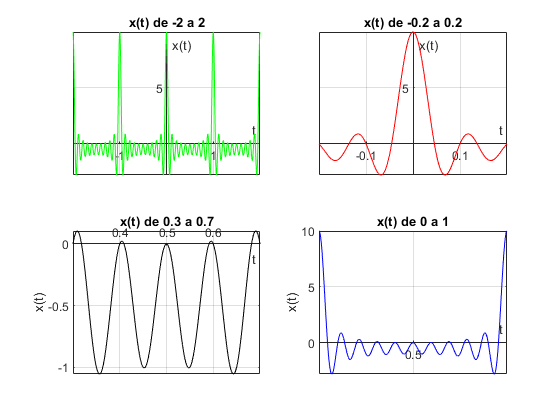 x(t) de -2 a 2
x(t)
5
t
-1
1
x(t) de -0.2 a 0.2
x(t)
5
t
-0.1
0.1
x(t) de 0.3 a 0.7
0.4
0.5
0.6
0
t
-0.5
-1
x(t)
x(t) de 0 a 1
10
5
0
t
0.5
x(t)